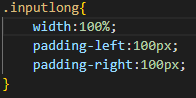 .inputlong{
    width:100%;
    padding-left:100px;
    padding-right:100px;
}